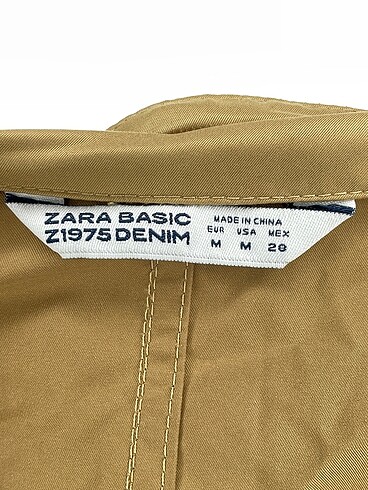 ZARA BASIC
Z1975 DENIM
MADE IN CHINA
EUR USA MEX
M M 28